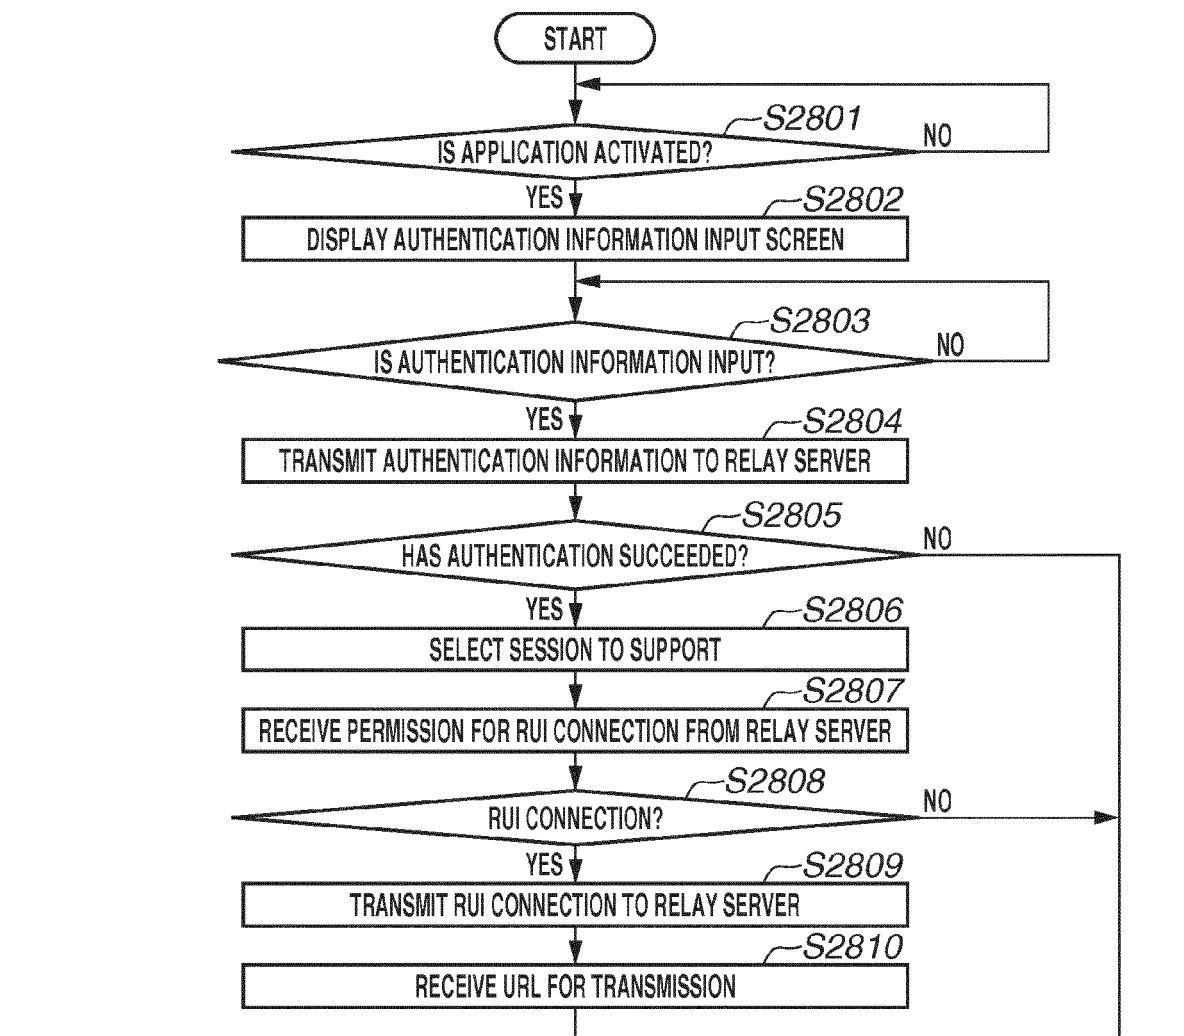 START
S2801
IS APPLICATION ACTIVATED?
NO
YES
S2802
DISPLAY AUTHENTICATION INFORMATION INPUT SCREEN
S2803
IS AUTHENTICATION INFORMATION INPUT?
NO
YES
S2804
TRANSMIT AUTHENTICATION INFORMATION TO RELAY SERVER
S2805
HAS AUTHENTICATION SUCCEEDED?
NO
YES
S2806
SELECT SESSION TO SUPPORT
S2807
RECEIVE PERMISSION FOR RUI CONNECTION FROM RELAY SERVER
S2808
RUI CONNECTION?
NO
YES
S2809
TRANSMIT RUI CONNECTION TO RELAY SERVER
S2810
RECEIVE URL FOR TRANSMISSION